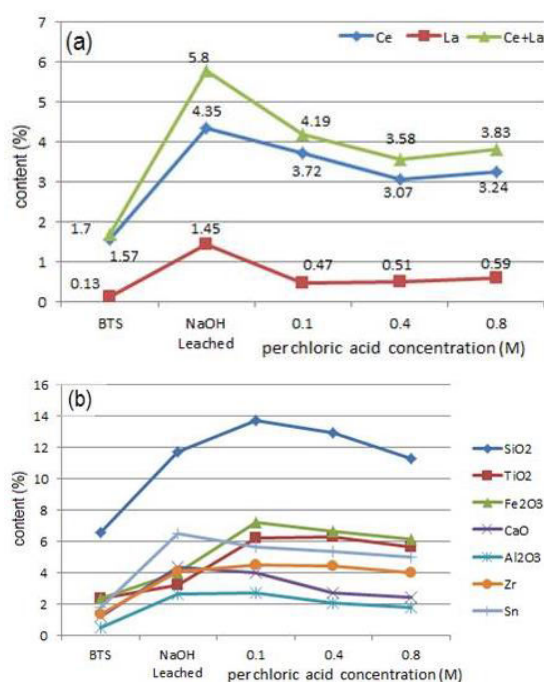 (a)
Ce La Ce+La
content (%)
7
6
5
4
3
2
1
0
5.8
4.35
4.19
3.72
3.58
3.07
3.83
3.24
1.7
1.57
1.45
0.13
0.47
0.51
0.59
BTS NaOH Leached 0.1 0.4 0.8
perchloric acid concentration (M)
(b)
content (%)
16
14
12
10
8
6
4
2
0
SiO2
TiO2
Fe2O3
CaO
Al2O3
Zr
Sn
BTS NaOH Leached 0.1 0.4 0.8
perchloric acid concentration (M)